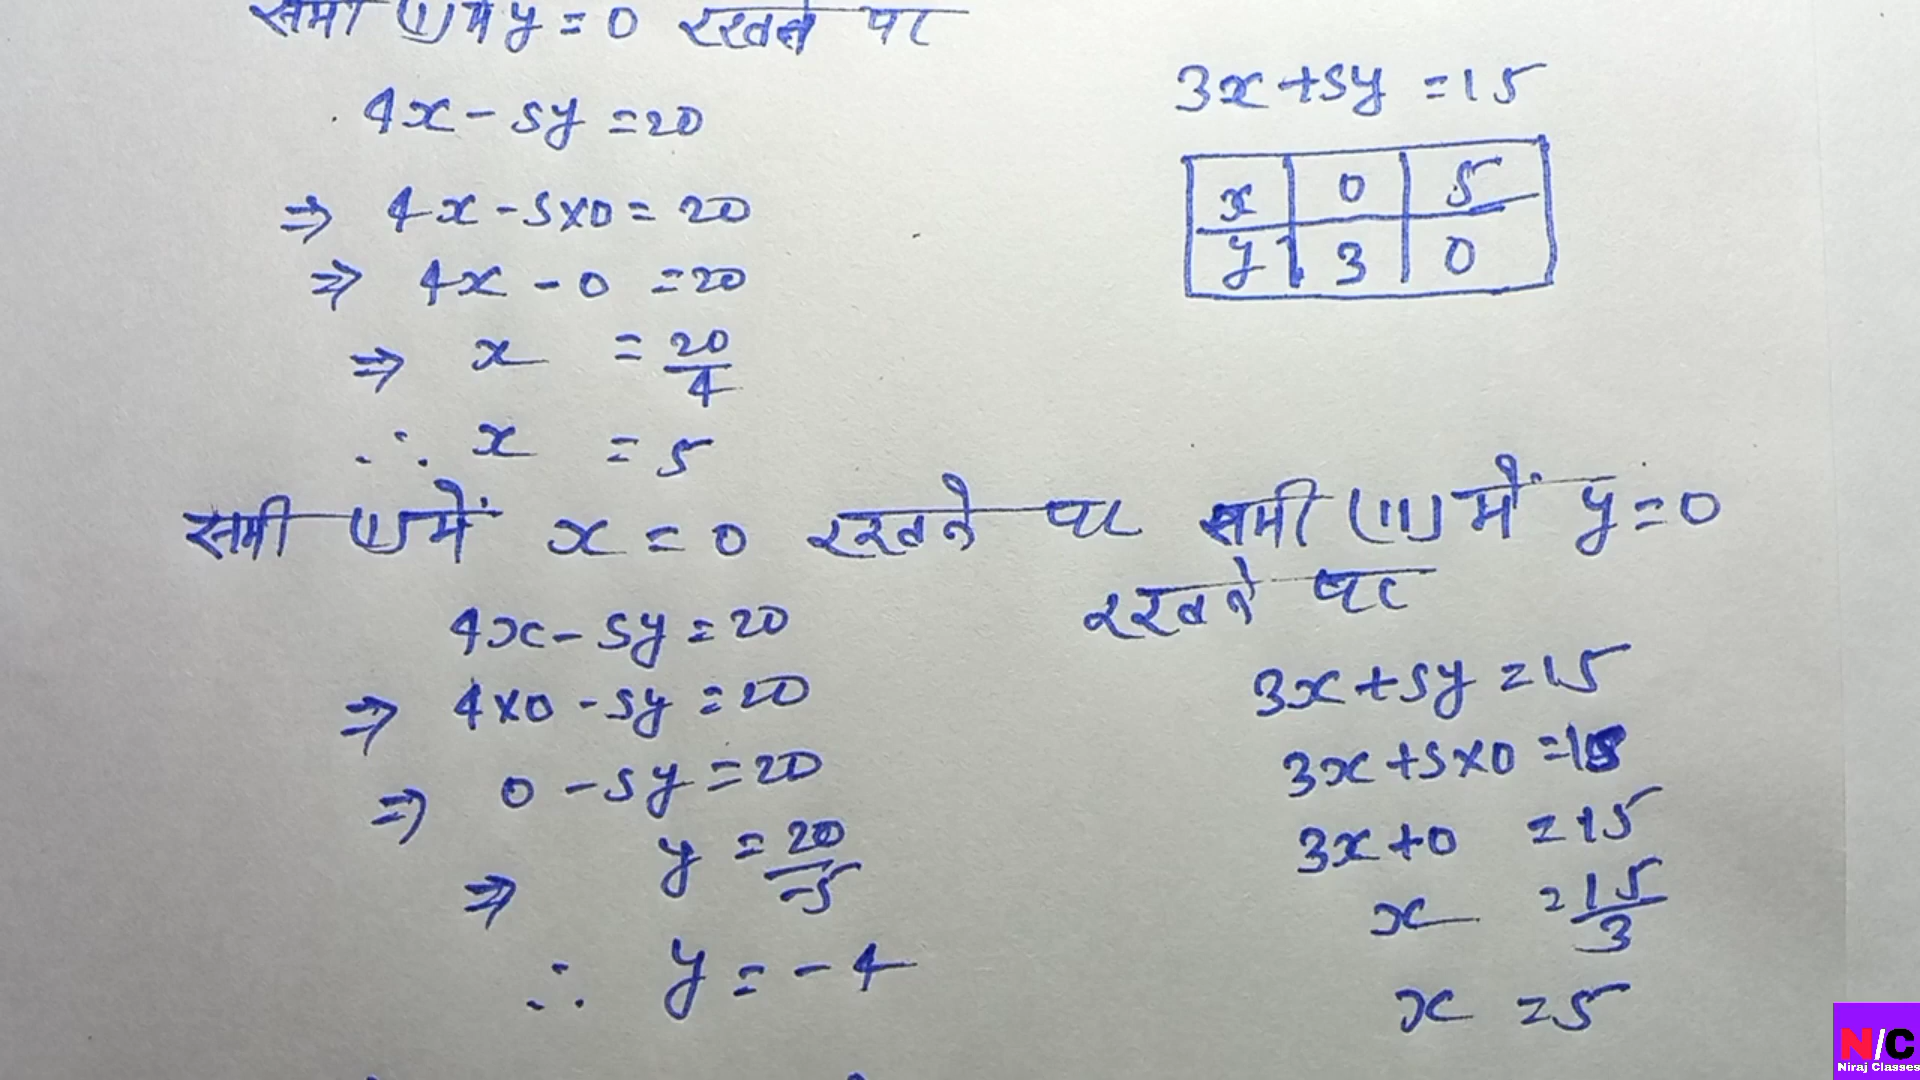 समी (i) में y = 0 रखने पर
4x - 5y = 20
⇒ 4x - 5×0 = 20
⇒ 4x - 0 = 20
⇒ x = 20/4
∴ x = 5
समी (i) में x = 0 रखने पर
4x - 5y = 20
⇒ 4×0 - 5y = 20
⇒ 0 - 5y = 20
⇒ y = 20/-5
∴ y = -4
3x + 5y = 15
x 0 5
y 3 0
समी (ii) में y = 0
रखने पर
3x + 5y = 15
3x + 5×0 = 15
3x + 0 = 15
x = 15/3
x = 5
N/C
Niraj Classes